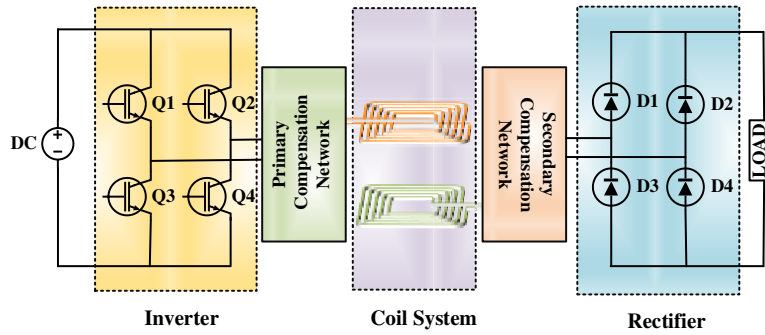 DC
Q1
Q2
Q3
Q4
Primary
Compensation
Network
Secondary
Compensation
Network
D1
D2
D3
D4
LOAD
Inverter
Coil System
Rectifier